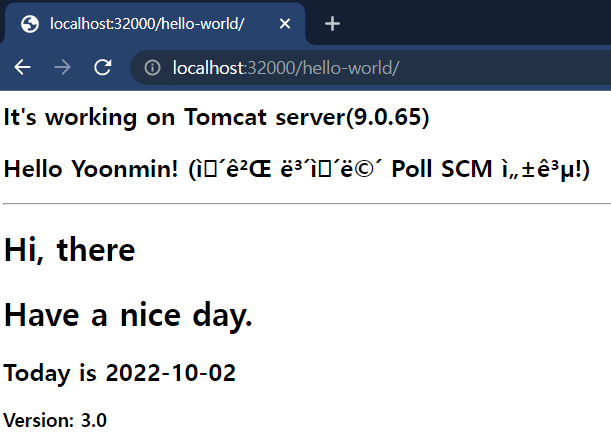 localhost:32000/hello-world/
localhost:32000/hello-world/
It's working on Tomcat server(9.0.65)
Hello Yoonmin! (ì□´ê²Œ ë³´ì□´ë©´ Poll SCM ì„±ê³µ!)
Hi, there
Have a nice day.
Today is 2022-10-02
Version: 3.0